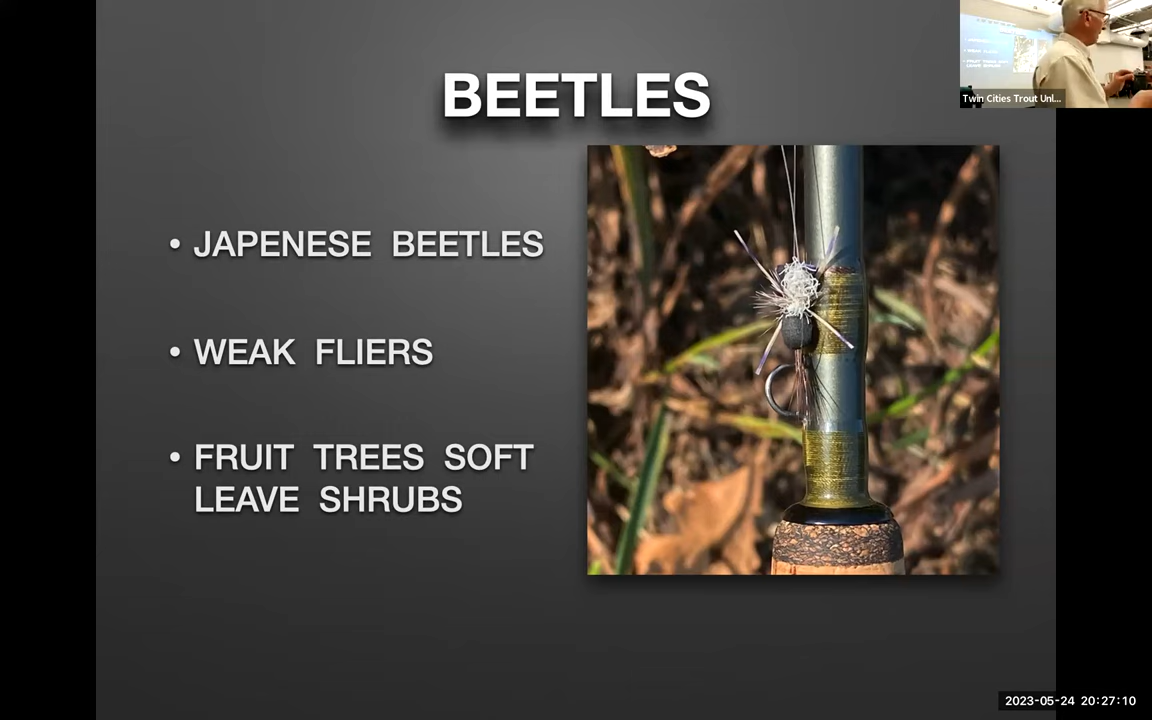 BEETLES
• JAPENESE BEETLES
• WEAK FLIERS
• FRUIT TREES SOFT
LEAVE SHRUBS
Twin Cities Trout Unl...
2023-05-24 20:27:10